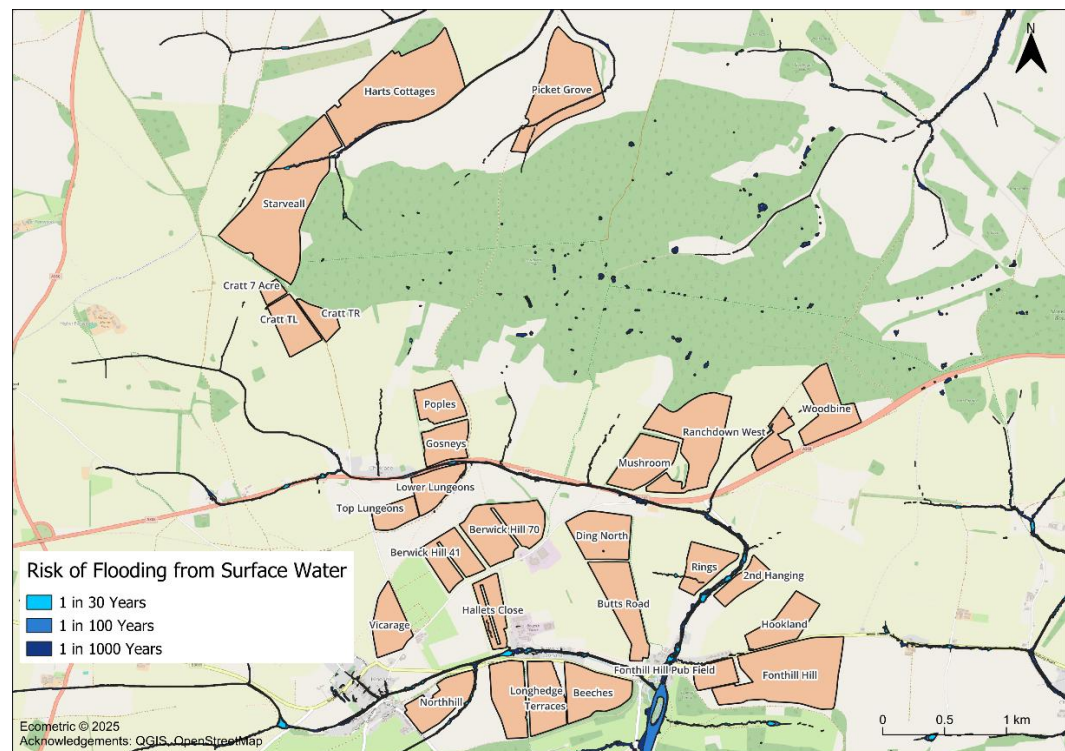 N
Harts Cottages
Picket Grove
Starveall
Cratt 7 Acre
Cratt TL
Cratt TR
Poples
Gosneys
Woodbine
Ranchdown West
Mushroom
Lower Lungeons
Top Lungeons
Berwick Hill 70
Berwick Hill 41
Ding North
Rings
2nd Hanging
Butts Road
Hallets Close
Vicarage
Hookland
Fonthill Hill Pub Field
Fonthill Hill
Northhill
Longhedge
Terraces
Beeches
Risk of Flooding from Surface Water
1 in 30 Years
1 in 100 Years
1 in 1000 Years
0 0.5 1 km
Ecometric © 2025
Acknowledgements: QGIS, OpenStreetMap